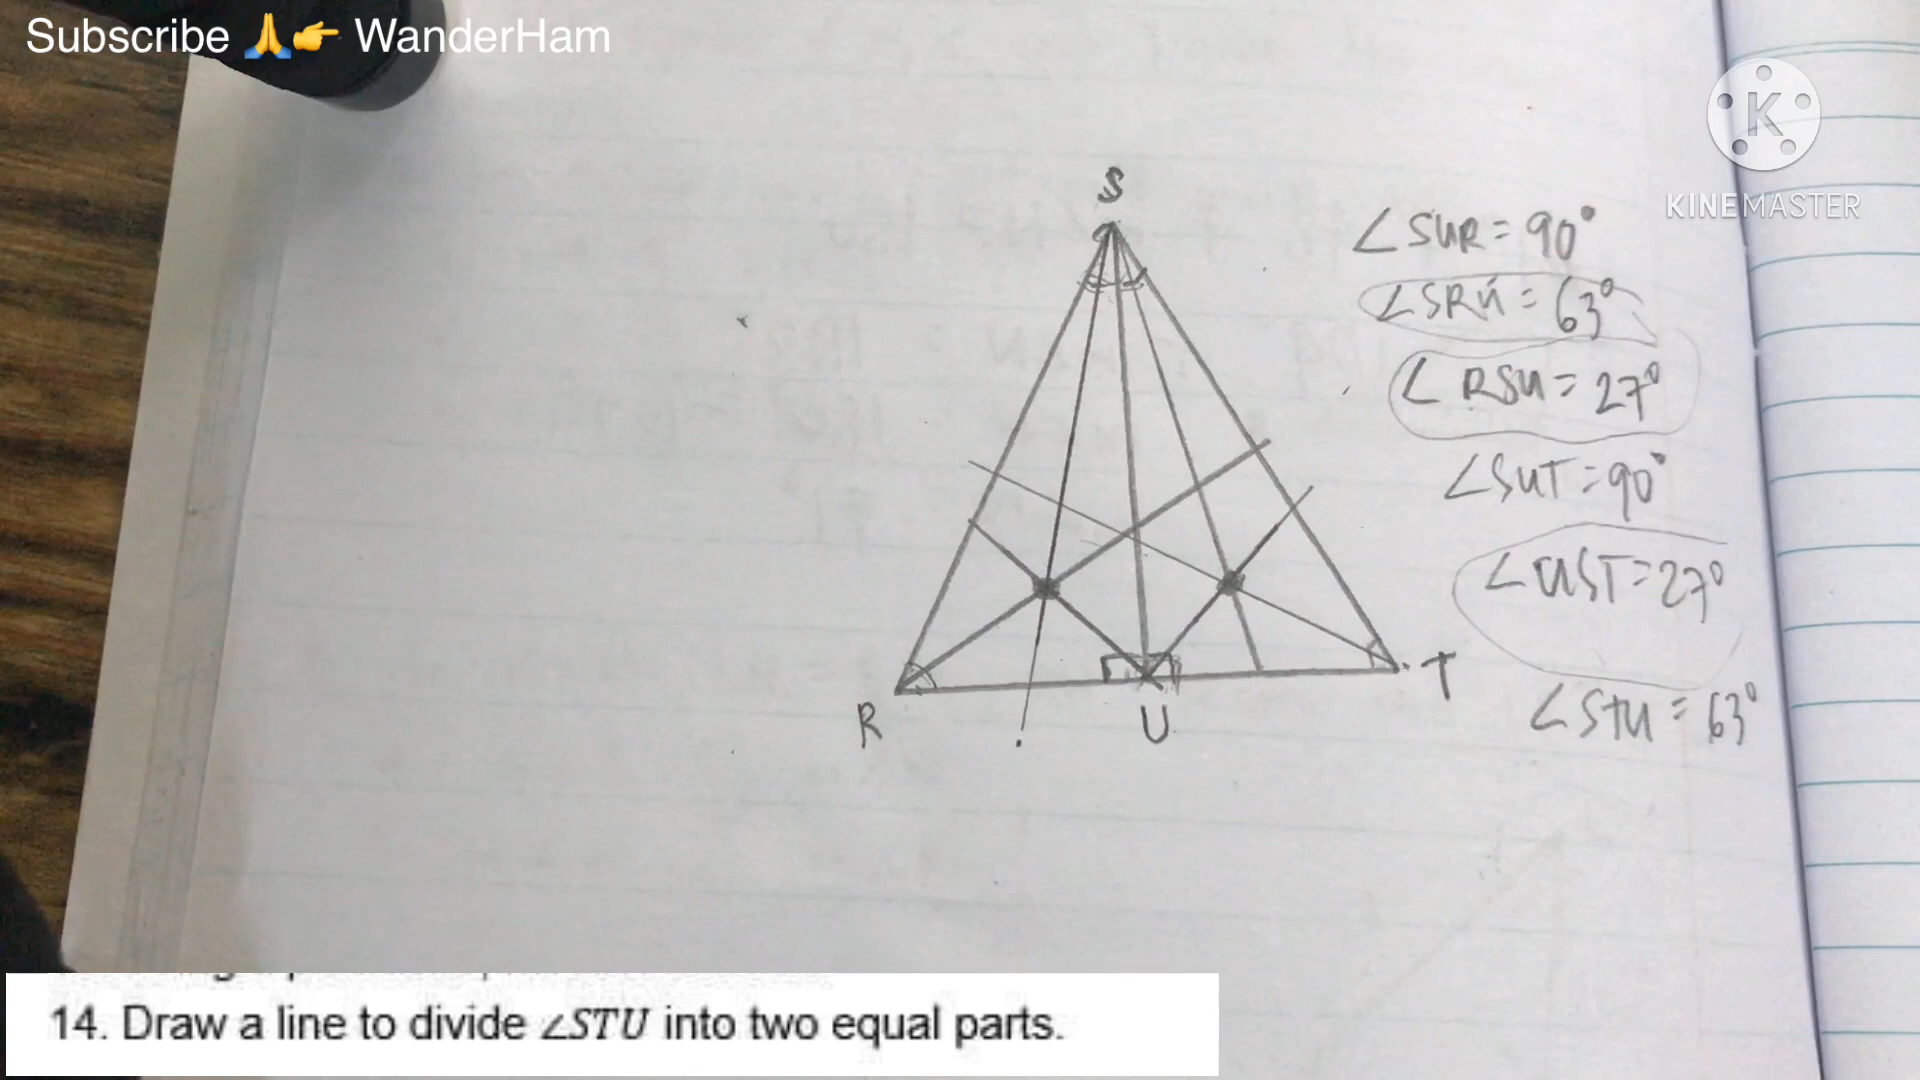 Subscribe 🙏👉 WanderHam
K
KINEMASTER
S
∠SUR = 90°
∠SRU = 63°
∠RSU = 27°
∠SUT = 90°
∠UST = 27°
∠STU = 63°
R
U
T
14. Draw a line to divide ∠STU into two equal parts.